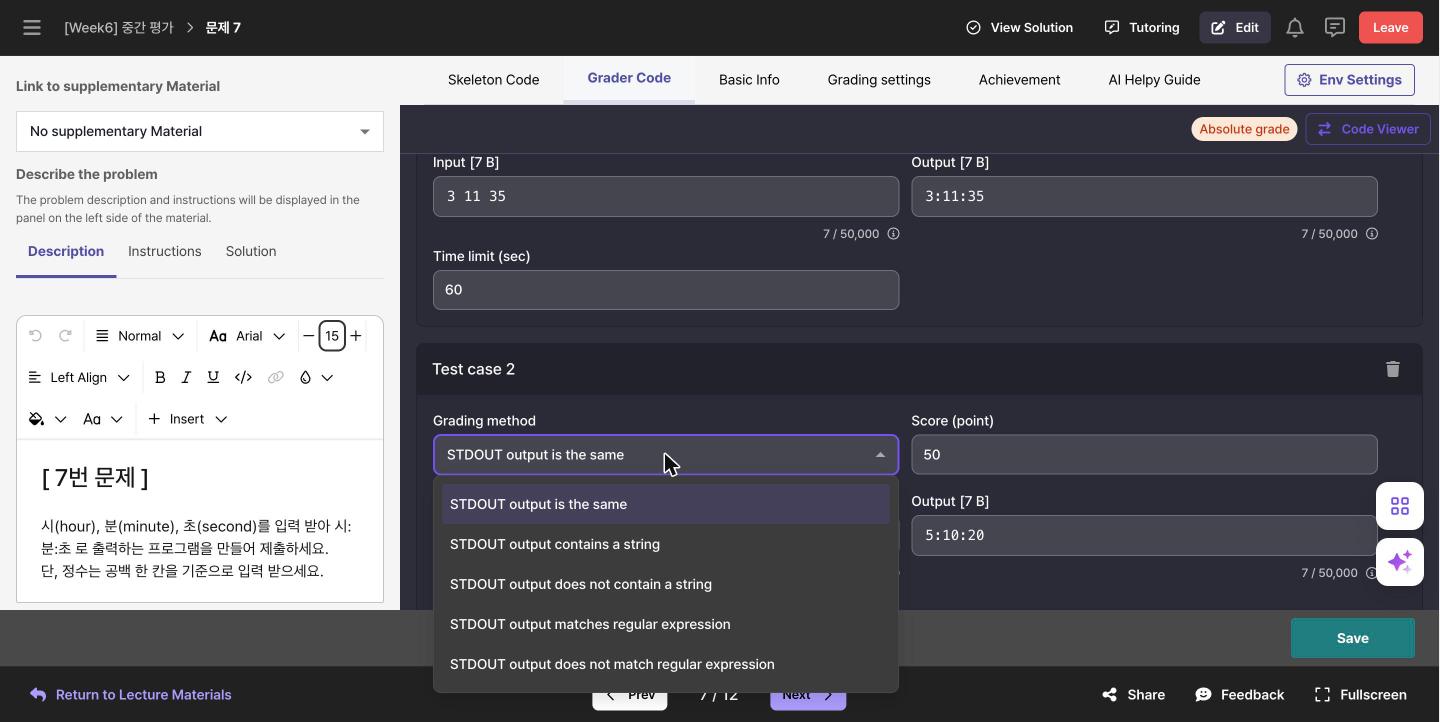 [Week6] 중간 평가 > 문제 7
View Solution
Tutoring
Edit
Leave
Link to supplementary Material
No supplementary Material
Describe the problem
The problem description and instructions will be displayed in the
panel on the left side of the material.
Description Instructions Solution
Normal Aa Arial 15
Left Align B I U </>
Aa + Insert
[ 7번 문제 ]
시(hour), 분(minute), 초(second)를 입력 받아 시:
분:초 로 출력하는 프로그램을 만들어 제출하세요.
단, 정수는 공백 한 칸을 기준으로 입력 받으세요.
Skeleton Code Grader Code Basic Info Grading settings Achievement AI Helpy Guide Env Settings
Absolute grade Code Viewer
Input [7 B] Output [7 B]
3 11 35 3:11:35
7 / 50,000 7 / 50,000
Time limit (sec)
60
Test case 2
Grading method Score (point)
STDOUT output is the same 50
STDOUT output is the same
STDOUT output contains a string
STDOUT output does not contain a string
STDOUT output matches regular expression
STDOUT output does not match regular expression
Output [7 B]
5:10:20
7 / 50,000
Save
Return to Lecture Materials
Prev 7 / 12 Next
Share Feedback Fullscreen